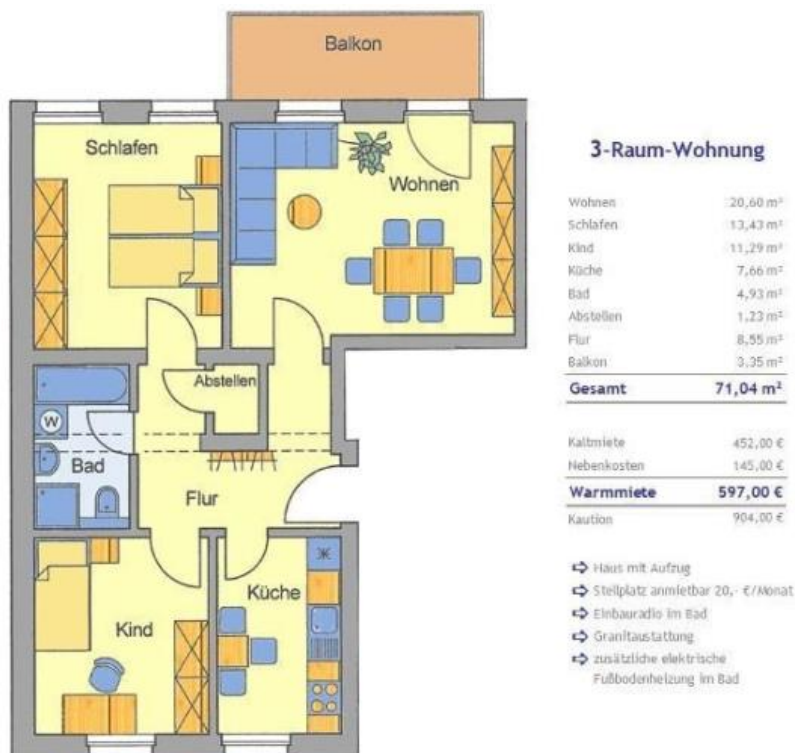 Balkon
Schlafen
Wohnen
Abstellen
W
Bad
Flur
Kind
Küche
3-Raum-Wohnung
Wohnen 20,60 m²
Schlafen 13,43 m²
Kind 11,29 m²
Küche 7,66 m²
Bad 4,93 m²
Abstellen 1,23 m²
Flur 8,55 m²
Balkon 3,35 m²
Gesamt 71,04 m²
Kaltmiete 452,00 €
Nebenkosten 145,00 €
Warmmiete 597,00 €
Kaution 904,00 €
Haus mit Aufzug
Stellplatz anmietbar 20,- €/Monat
Einbauradio im Bad
Granitaustattung
zusätzliche elektrische
Fußbodenheizung im Bad